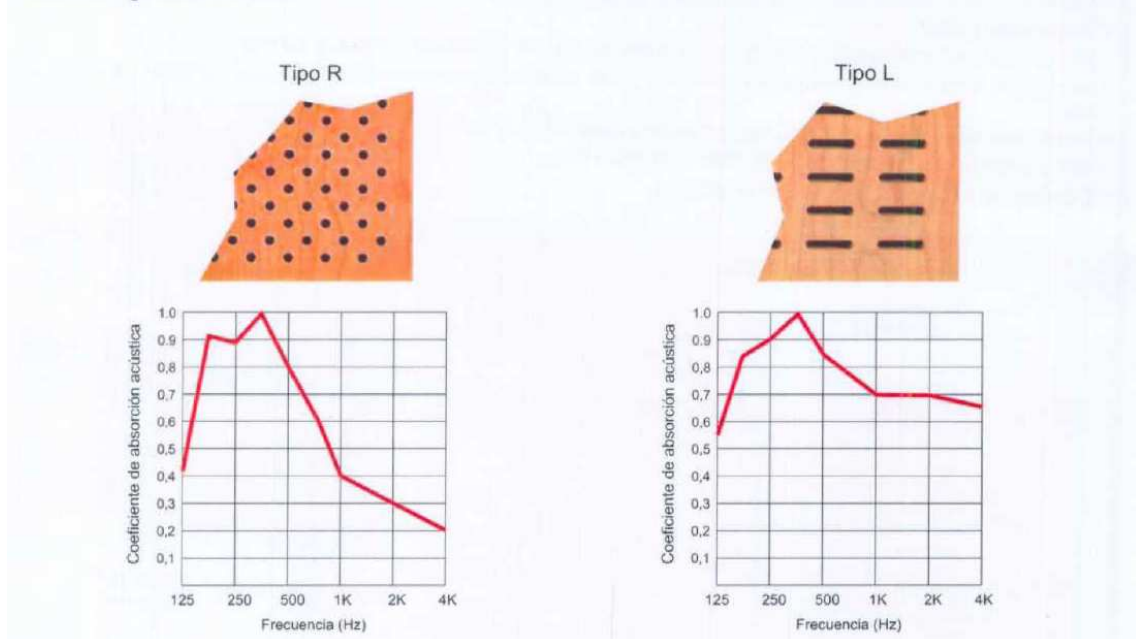 Tipo R
Coeficiente de absorción acústica
1.0
0.9
0,8
0,7
0,6
0,5
0,4
0,3
0,2
0,1
125 250 500 1K 2K 4K
Frecuencia (Hz)
Tipo L
Coeficiente de absorción acústica
1.0
0.9
0,8
0,7
0,6
0,5
0,4
0,3
0,2
0,1
125 250 500 1K 2K 4K
Frecuencia (Hz)